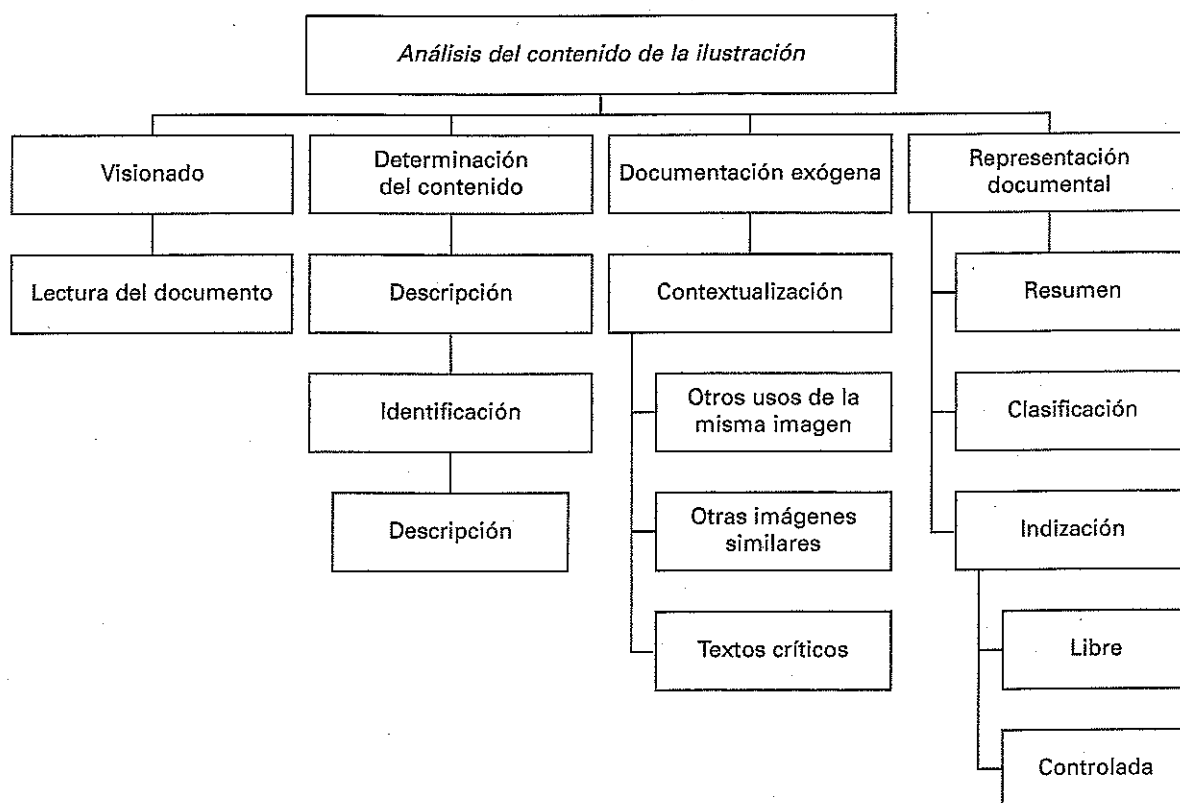 Análisis del contenido de la ilustración
Visionado
Determinación
del contenido
Documentación exógena
Representación
documental
Lectura del documento
Descripción
Contextualización
Resumen
Identificación
Otros usos de la
misma imagen
Clasificación
Descripción
Otras imágenes
similares
Indización
Textos críticos
Libre
Controlada